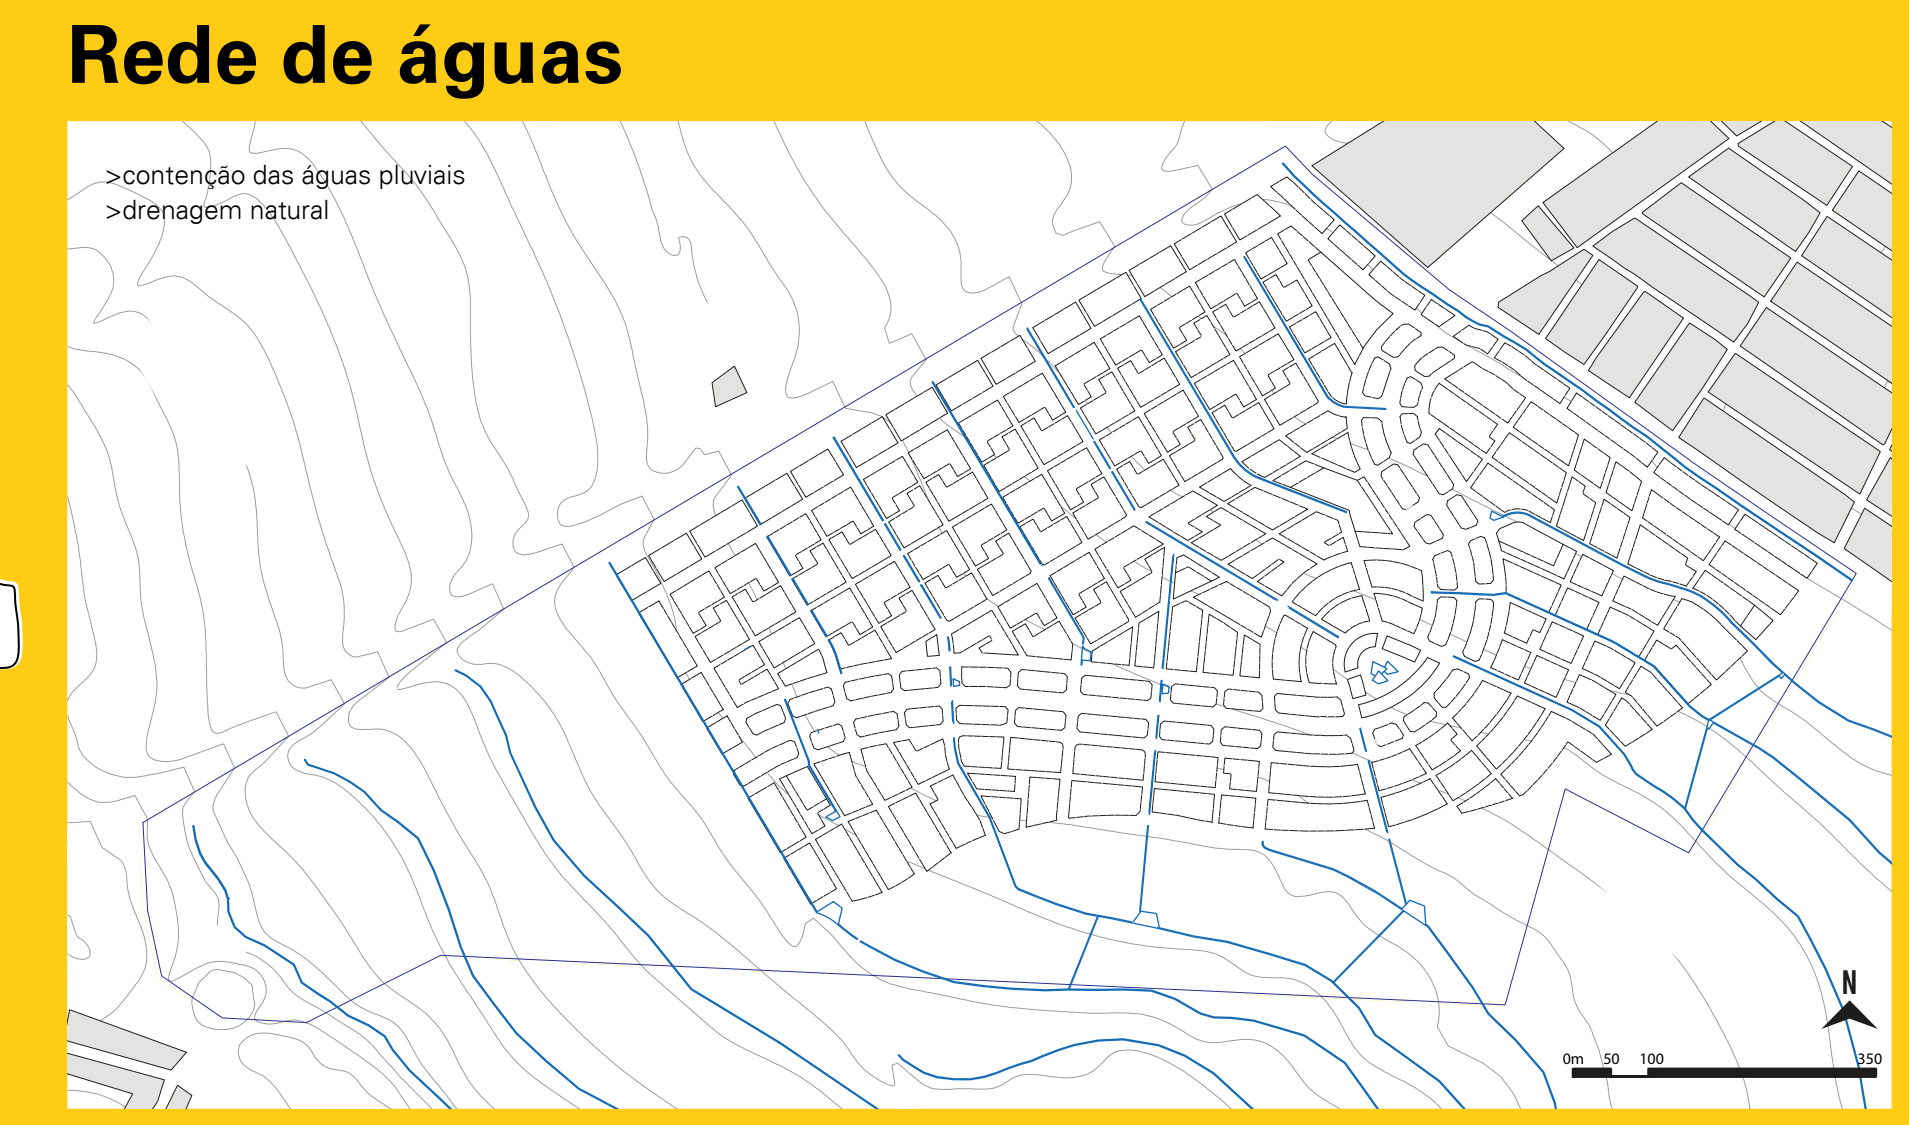 Rede de águas
>contenção das águas pluviais
>drenagem natural
N
0m 50 100 350